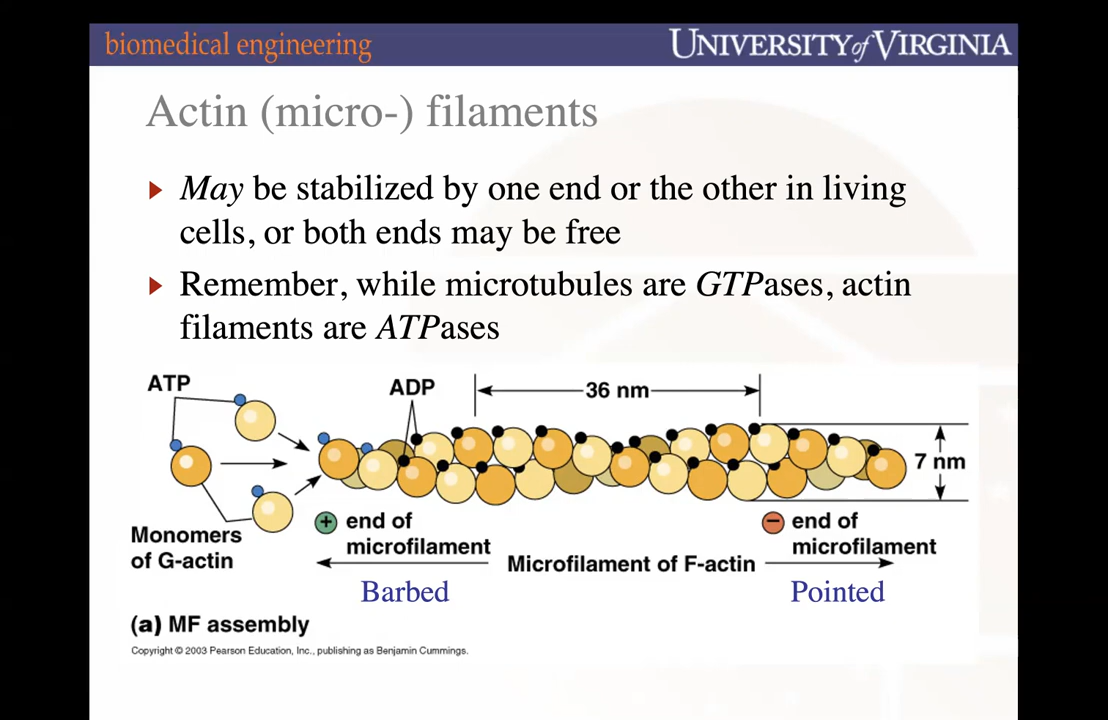 biomedical engineering
UNIVERSITY of VIRGINIA
Actin (micro-) filaments
May be stabilized by one end or the other in living
cells, or both ends may be free
Remember, while microtubules are GTPases, actin
filaments are ATPases
ATP
ADP
36 nm
7 nm
Monomers
of G-actin
+ end of
microfilament
Microfilament of F-actin
− end of
microfilament
Barbed
Pointed
(a) MF assembly
Copyright © 2003 Pearson Education, Inc., publishing as Benjamin Cummings.